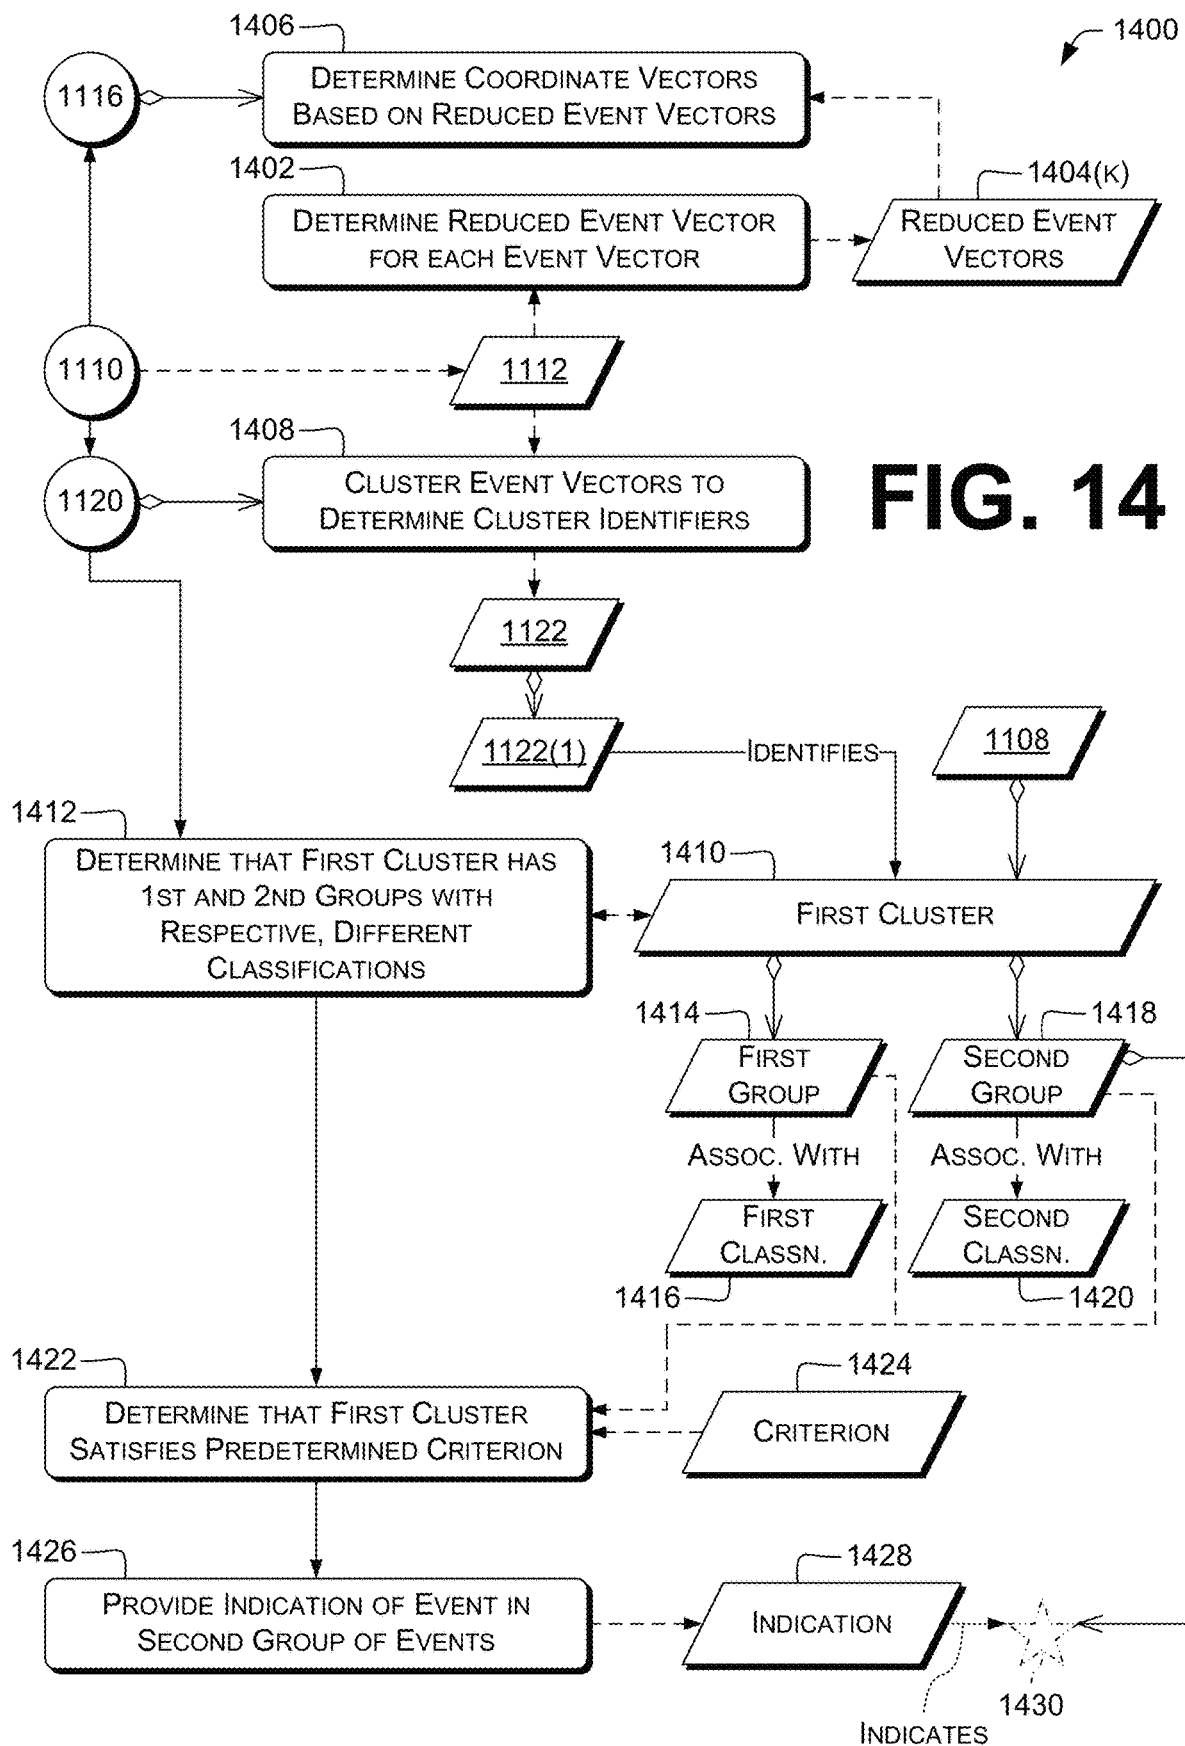 1406
1400
1116
DETERMINE COORDINATE VECTORS
BASED ON REDUCED EVENT VECTORS
1402
1404(K)
DETERMINE REDUCED EVENT VECTOR
FOR EACH EVENT VECTOR
REDUCED EVENT
VECTORS
1110
1112
1408
FIG. 14
1120
CLUSTER EVENT VECTORS TO
DETERMINE CLUSTER IDENTIFIERS
1122
1122(1)
IDENTIFIES
1108
1412
DETERMINE THAT FIRST CLUSTER HAS
1ST AND 2ND GROUPS WITH
RESPECTIVE, DIFFERENT
CLASSIFICATIONS
1410
FIRST CLUSTER
1414
1418
FIRST
GROUP
SECOND
GROUP
ASSOC. WITH
ASSOC. WITH
FIRST
CLASSN.
SECOND
CLASSN.
1416
1420
1422
1424
DETERMINE THAT FIRST CLUSTER
SATISFIES PREDETERMINED CRITERION
CRITERION
1426
1428
PROVIDE INDICATION OF EVENT IN
SECOND GROUP OF EVENTS
INDICATION
1430
INDICATES